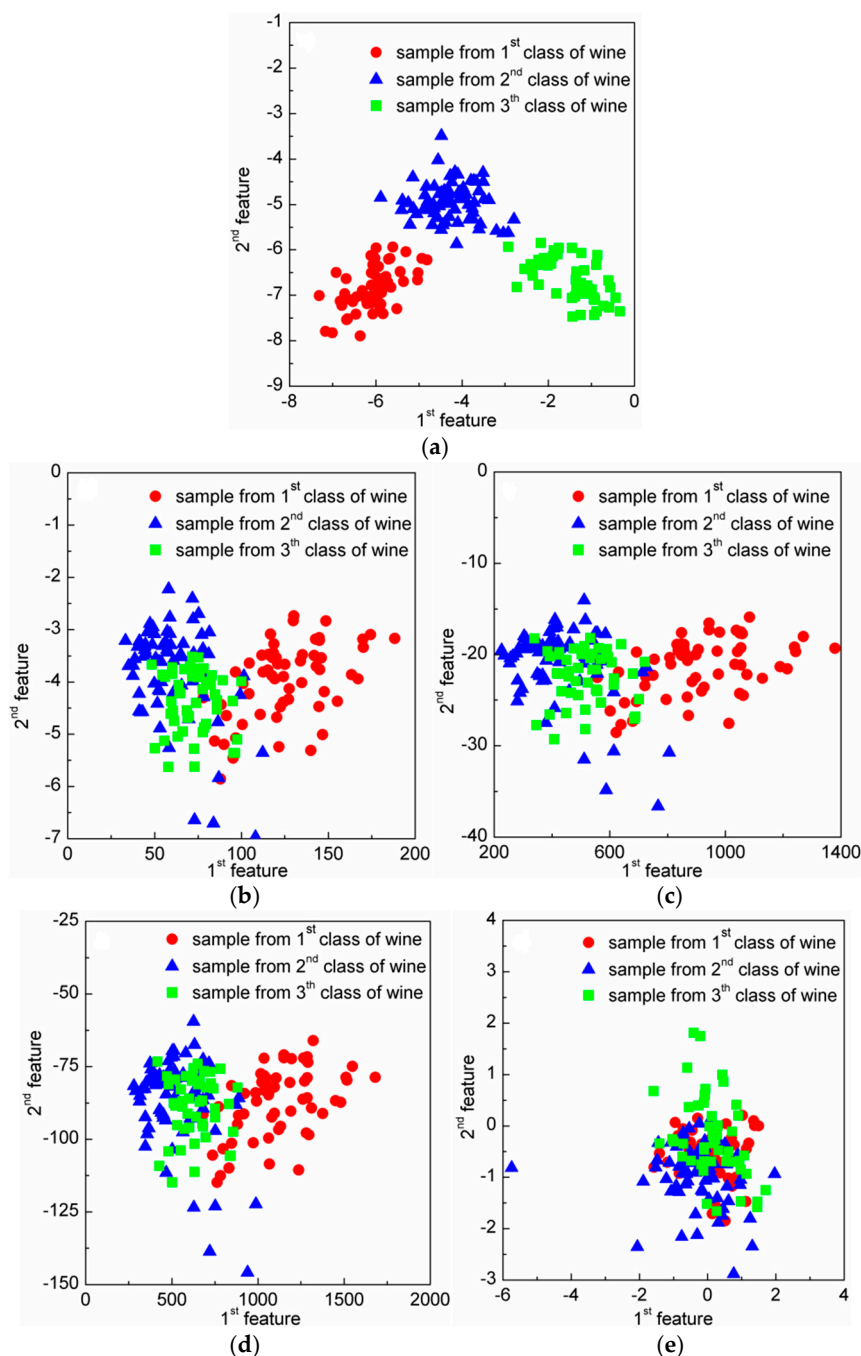 -1
sample from 1st class of wine
-2
sample from 2nd class of wine
-3
sample from 3th class of wine
-4
-5
-6
-7
-8
-9
2nd feature
-8 -6 -4 -2 0
1st feature
(a)
0
sample from 1st class of wine
-1
sample from 2nd class of wine
sample from 3th class of wine
-2
-3
-4
-5
-6
-7
2nd feature
0 50 100 150 200
1st feature
(b)
0
sample from 1st class of wine
sample from 2nd class of wine
sample from 3th class of wine
-10
-20
-30
-40
2nd feature
200 600 1000 1400
1st feature
(c)
-25
sample from 1st class of wine
sample from 2nd class of wine
sample from 3th class of wine
-50
-75
-100
-125
-150
2nd feature
0 500 1000 1500 2000
1st feature
(d)
4
sample from 1st class of wine
3
sample from 2nd class of wine
sample from 3th class of wine
2
1
0
-1
-2
-3
2nd feature
-6 -4 -2 0 2 4
1st feature
(e)